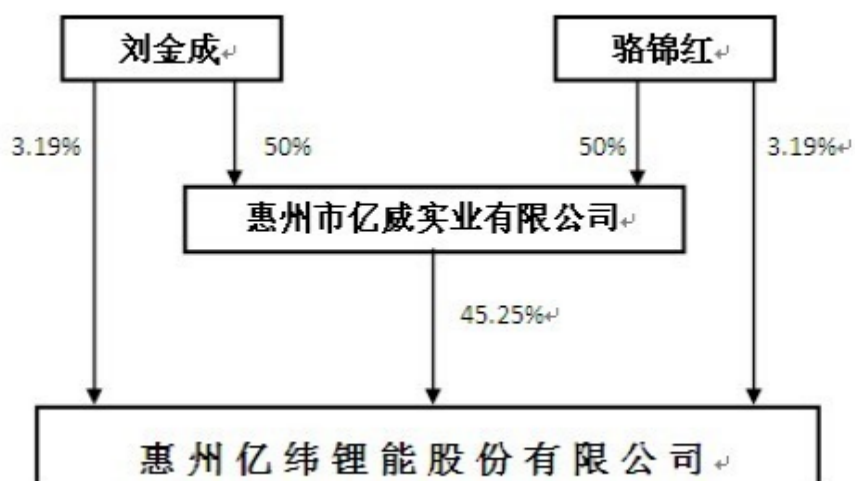 刘金成
骆锦红
3.19%
50%
50%
3.19%
惠州市亿威实业有限公司
45.25%
惠州亿纬锂能股份有限公司